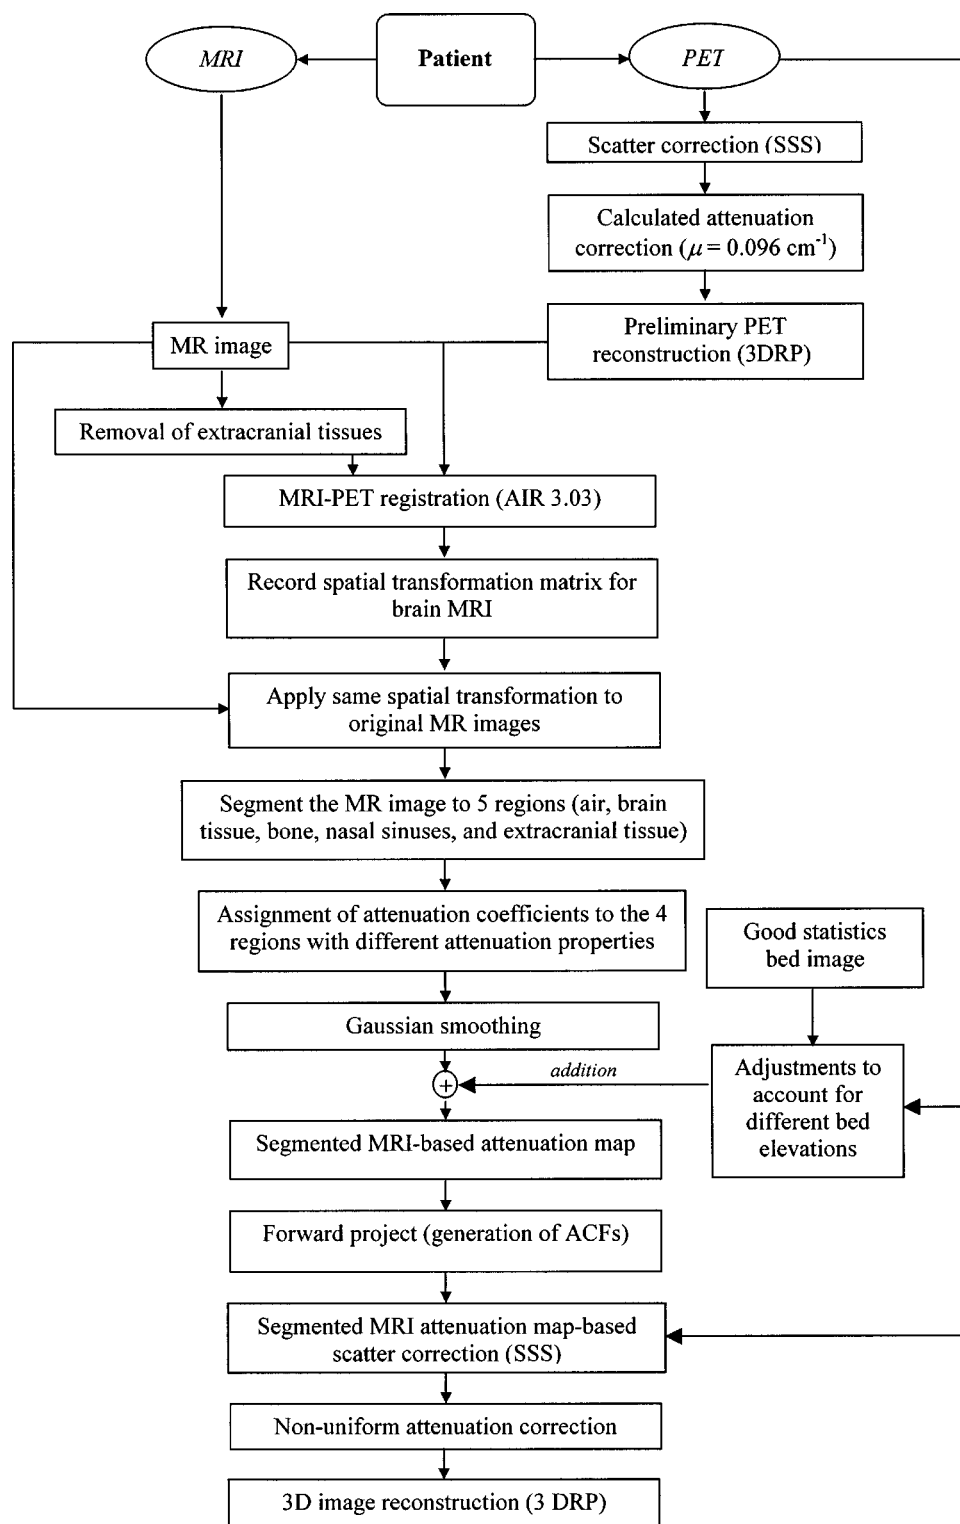 MRI
Patient
PET
Scatter correction (SSS)
Calculated attenuation
correction (μ = 0.096 cm⁻¹)
Preliminary PET
reconstruction (3DRP)
MR image
Removal of extracranial tissues
MRI-PET registration (AIR 3.03)
Record spatial transformation matrix for
brain MRI
Apply same spatial transformation to
original MR images
Segment the MR image to 5 regions (air, brain
tissue, bone, nasal sinuses, and extracranial tissue)
Assignment of attenuation coefficients to the 4
regions with different attenuation properties
Good statistics
bed image
Gaussian smoothing
+
addition
Adjustments to
account for
different bed
elevations
Segmented MRI-based attenuation map
Forward project (generation of ACFs)
Segmented MRI attenuation map-based
scatter correction (SSS)
Non-uniform attenuation correction
3D image reconstruction (3 DRP)